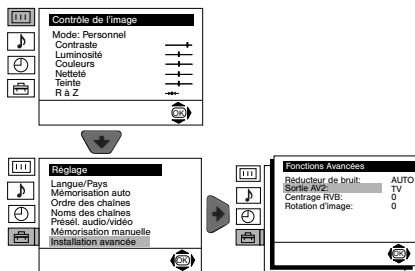 Contrôle de l'image
Mode: Personnel
Contraste
Luminosité
Couleurs
Netteté
Teinte
R à Z
OK
Réglage
Langue/Pays
Mémorisation auto
Ordre des chaînes
Noms des chaînes
Présél. audio/vidéo
Mémorisation manuelle
Installation avancée
OK
Fonctions Avancées
Réducteur de bruit: AUTO
Sortie AV2: TV
Centrage RVB: 0
Rotation d'image: 0
OK